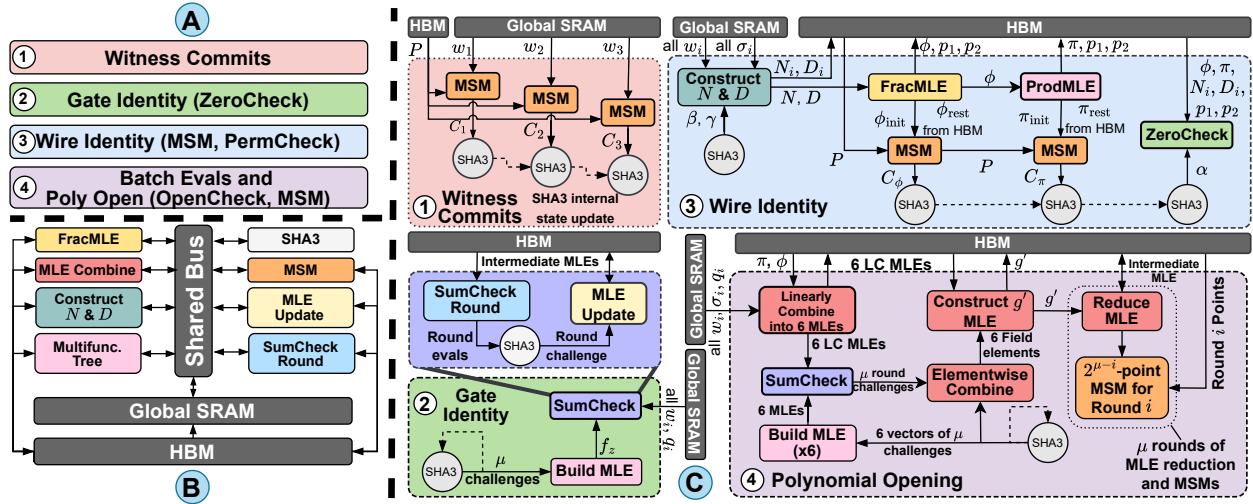 A
1 Witness Commits
2 Gate Identity (ZeroCheck)
3 Wire Identity (MSM, PermCheck)
4 Batch Evals and
Poly Open (OpenCheck, MSM)
FracMLE
MLE Combine
Construct
N & D
Multifunc.
Tree
Shared Bus
SHA3
MSM
MLE
Update
SumCheck
Round
Global SRAM
HBM
B
HBM
Global SRAM
P
w₁
w₂
w₃
MSM
MSM
MSM
C₁
C₂
C₃
SHA3
SHA3
SHA3
1 Witness
Commits
SHA3 internal
state update
Global SRAM
HBM
all wᵢ
all σᵢ
Construct
N & D
Nᵢ, Dᵢ
N, D
β, γ
SHA3
P
ϕ, p₁, p₂
FracMLE
ϕ
π, p₁, p₂
ProdMLE
ϕ, π,
Nᵢ, Dᵢ,
p₁, p₂
ϕinit
ϕrest
from HBM
πinit
πrest
from HBM
MSM
P
MSM
ZeroCheck
Cϕ
Cπ
α
SHA3
SHA3
SHA3
3 Wire Identity
HBM
Intermediate MLEs
SumCheck
Round
MLE
Update
Round
evals
SHA3
Round
challenge
2 Gate
Identity
SumCheck
SHA3
μ
challenges
f_z
Build MLE
Global SRAM
all wᵢ, σᵢ, qᵢ
Global SRAM
all wᵢ, qᵢ
C
HBM
π, ϕ
6 LC MLEs
g′
Intermediate
MLE
Linearly
Combine
into 6 MLEs
6 LC MLEs
Construct g′
MLE
g′
Reduce
MLE
6 Field
elements
SumCheck
μ round
challenges
Elementwise
Combine
2^{μ−i}-point
MSM for
Round i
Round i Points
6 MLEs
Build MLE
(x6)
6 vectors of μ
challenges
SHA3
μ rounds of
MLE reduction
and MSMs
4 Polynomial Opening